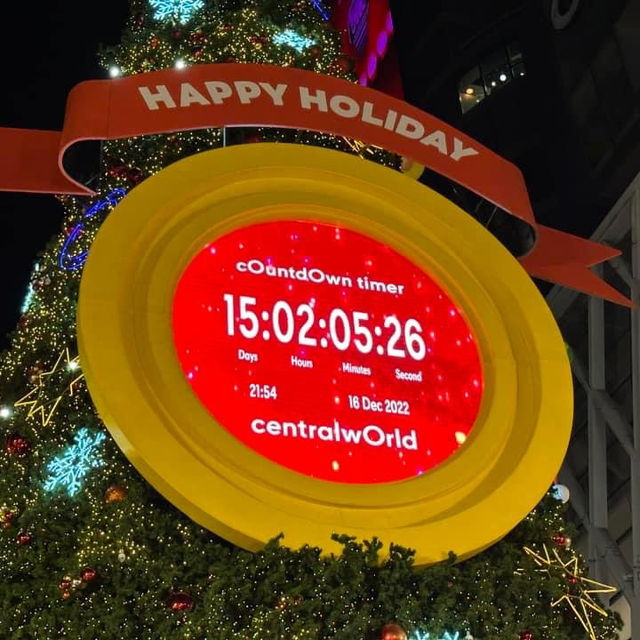 HAPPY HOLIDAY
cOuntdOwn timer
15:02:05:26
Days Hours Minutes Second
21:54 16 Dec 2022
centralwOrld